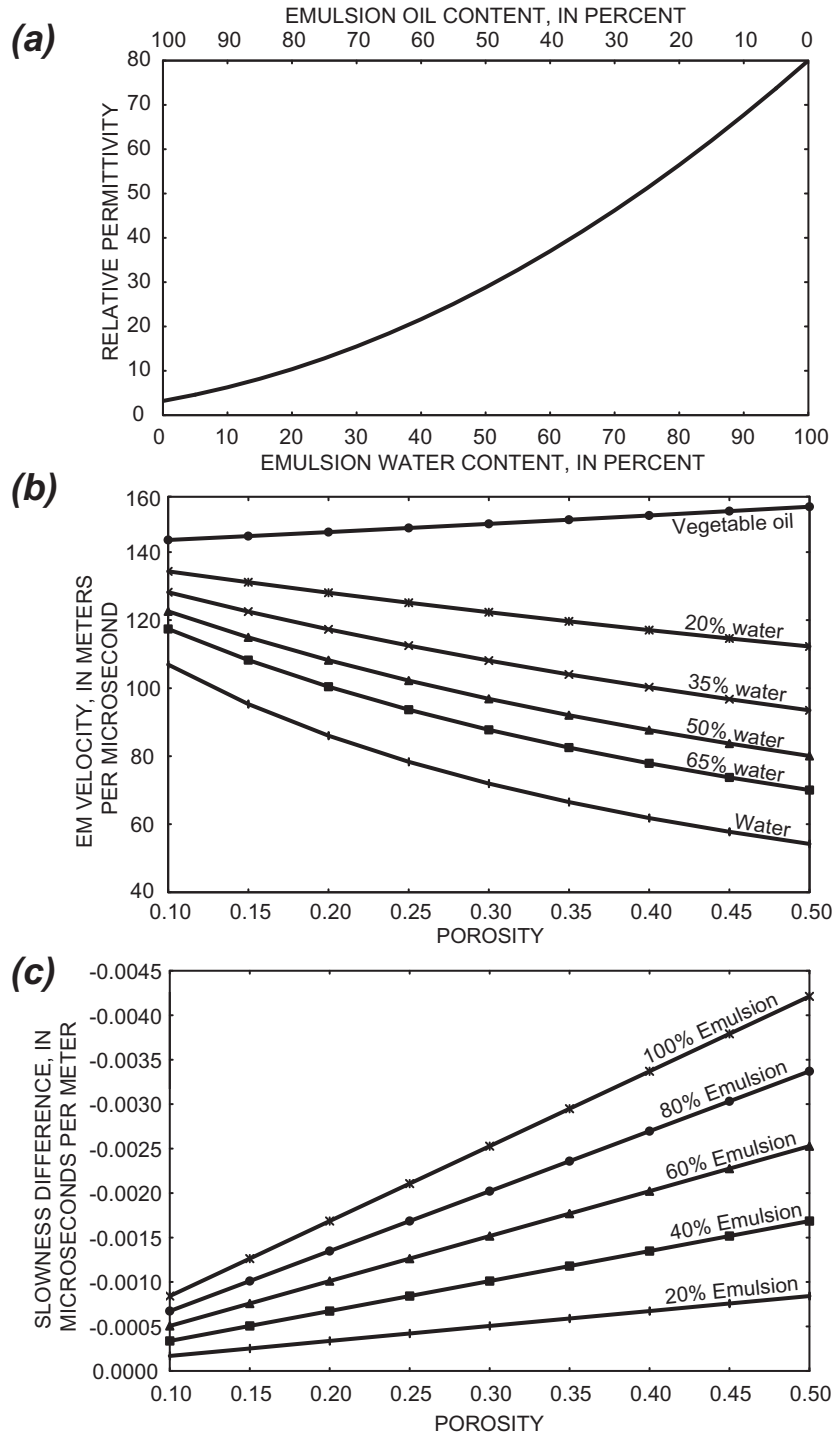 (a)
EMULSION OIL CONTENT, IN PERCENT
100 90 80 70 60 50 40 30 20 10 0
RELATIVE PERMITTIVITY
80
70
60
50
40
30
20
10
0
0 10 20 30 40 50 60 70 80 90 100
EMULSION WATER CONTENT, IN PERCENT
(b)
EM VELOCITY, IN METERS
PER MICROSECOND
160
140
120
100
80
60
40
Vegetable oil
20% water
35% water
50% water
65% water
Water
0.10 0.15 0.20 0.25 0.30 0.35 0.40 0.45 0.50
POROSITY
(c)
SLOWNESS DIFFERENCE, IN
MICROSECONDS PER METER
-0.0045
-0.0040
-0.0035
-0.0030
-0.0025
-0.0020
-0.0015
-0.0010
-0.0005
0.0000
100% Emulsion
80% Emulsion
60% Emulsion
40% Emulsion
20% Emulsion
0.10 0.15 0.20 0.25 0.30 0.35 0.40 0.45 0.50
POROSITY